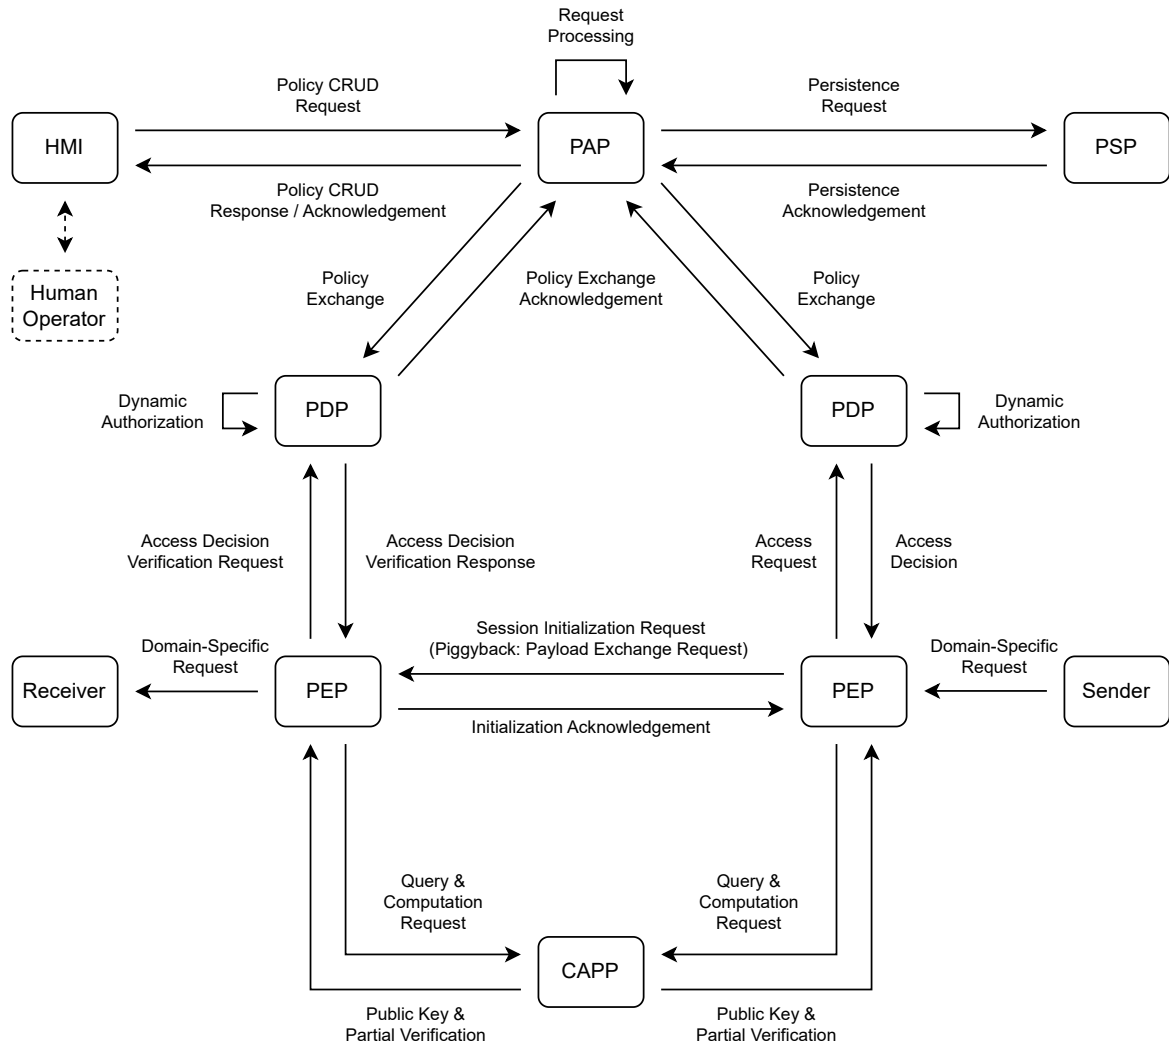 Request
Processing
Policy CRUD
Request
Persistence
Request
HMI
PAP
PSP
Policy CRUD
Response / Acknowledgement
Persistence
Acknowledgement
Human
Operator
Policy
Exchange
Policy Exchange
Acknowledgement
Policy
Exchange
Dynamic
Authorization
PDP
PDP
Dynamic
Authorization
Access Decision
Verification Request
Access Decision
Verification Response
Access
Request
Access
Decision
Domain-Specific
Request
Session Initialization Request
(Piggyback: Payload Exchange Request)
Domain-Specific
Request
Receiver
PEP
PEP
Sender
Initialization Acknowledgement
Query &
Computation
Request
Query &
Computation
Request
CAPP
Public Key &
Partial Verification
Public Key &
Partial Verification